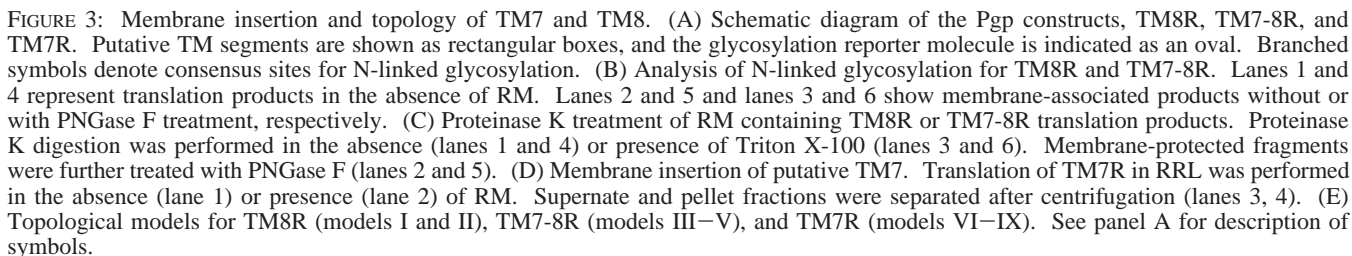 FIGURE 3: Membrane insertion and topology of TM7 and TM8. (A) Schematic diagram of the Pgp constructs, TM8R, TM7-8R, and
TM7R. Putative TM segments are shown as rectangular boxes, and the glycosylation reporter molecule is indicated as an oval. Branched
symbols denote consensus sites for N-linked glycosylation. (B) Analysis of N-linked glycosylation for TM8R and TM7-8R. Lanes 1 and
4 represent translation products in the absence of RM. Lanes 2 and 5 and lanes 3 and 6 show membrane-associated products without or
with PNGase F treatment, respectively. (C) Proteinase K treatment of RM containing TM8R or TM7-8R translation products. Proteinase
K digestion was performed in the absence (lanes 1 and 4) or presence of Triton X-100 (lanes 3 and 6). Membrane-protected fragments
were further treated with PNGase F (lanes 2 and 5). (D) Membrane insertion of putative TM7. Translation of TM7R in RRL was performed
in the absence (lane 1) or presence (lane 2) of RM. Supernate and pellet fractions were separated after centrifugation (lanes 3, 4). (E)
Topological models for TM8R (models I and II), TM7-8R (models III−V), and TM7R (models VI−IX). See panel A for description of
symbols.